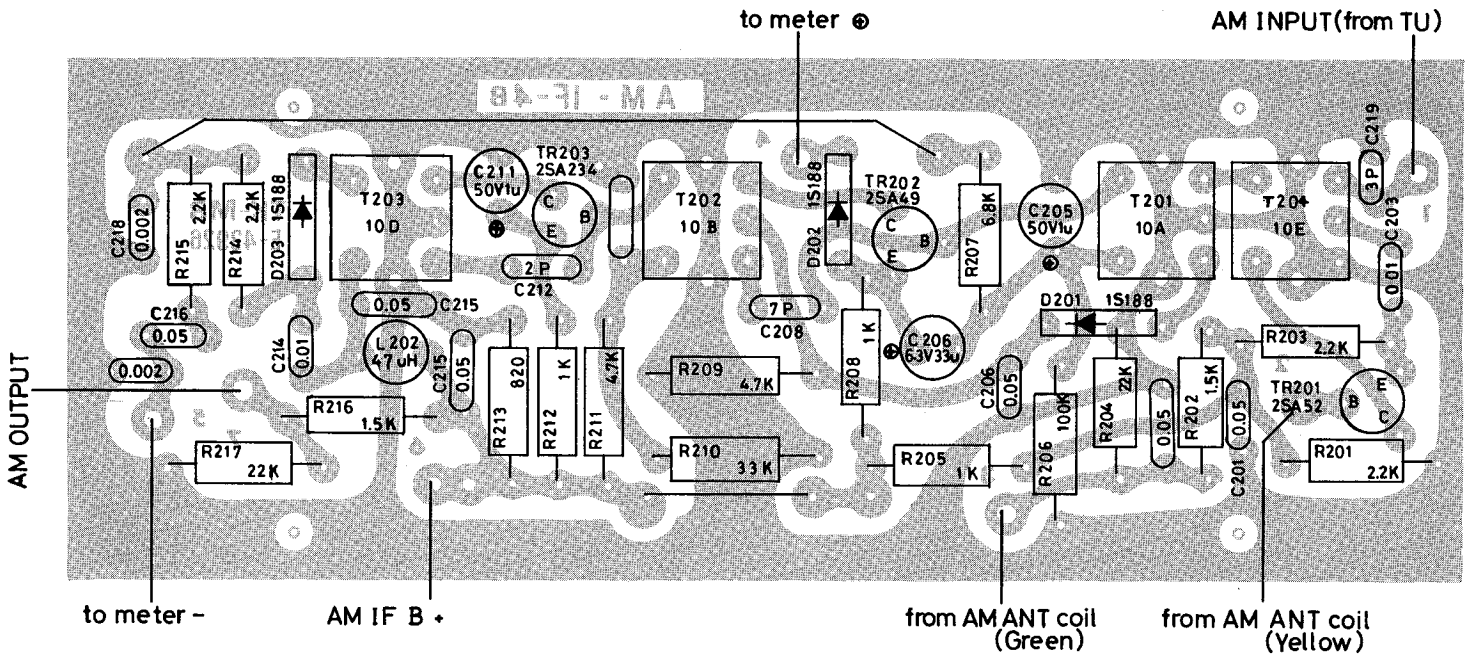 to meter ⊕
AM INPUT(from TU)
AM-IF-4B
C219
3P
C211
50V1u
TR203
2SA234
TR202
2SA49
1S188
D202
1S188
D203
T203
10D
T202
10B
T201
10A
T204
10E
C205
50V1u
⊕
C203
0.01
C218
0.002
R215
2.2K
R214
2.2K
R207
6.8K
C
B
E
C
B
E
2P
C212
0.05
C215
7P
C208
D201
1S188
C216
0.05
C214
0.01
L202
47uH
C215
0.05
0.002
R213
820
R212
1K
R211
4.7K
R209
4.7K
R208
1K
⊕
C206
6.3V33u
C206
0.05
R206
100K
R204
22K
0.05
R202
1.5K
C201
0.05
R203
2.2K
TR201
2SA52
E
B
C
R201
2.2K
AM OUTPUT
R216
1.5K
R217
22K
R210
33K
R205
1K
to meter -
AM IF B +
from AM ANT coil
(Green)
from AM ANT coil
(Yellow)